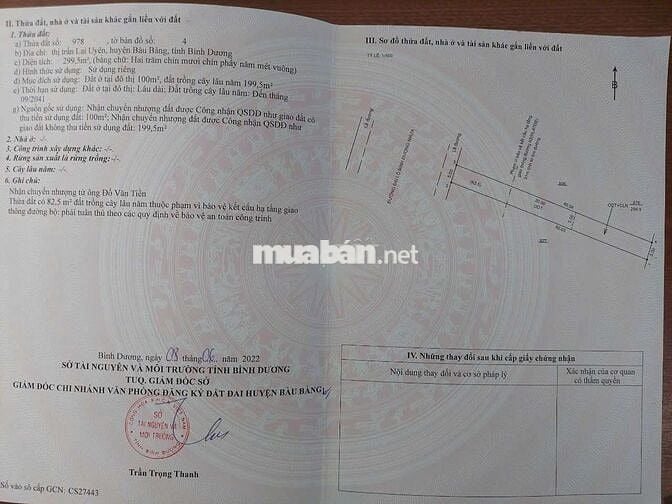 II. Thửa đất, nhà ở và tài sản khác gắn liền với đất
1. Thửa đất:
a) Thửa đất số: 978 , tờ bản đồ số: 4
b) Địa chỉ: thị trấn Lai Uyên, huyện Bàu Bàng, tỉnh Bình Dương
c) Diện tích: 299,5m², (bằng chữ: Hai trăm chín mươi chín phẩy năm mét vuông)
d) Hình thức sử dụng: Sử dụng riêng
đ) Mục đích sử dụng: Đất ở tại đô thị 100m², đất trồng cây lâu năm 199,5m²
e) Thời hạn sử dụng: Đất ở tại đô thị: Lâu dài; Đất trồng cây lâu năm: Đến tháng
09/2041
g) Nguồn gốc sử dụng: Nhận chuyển nhượng đất được Công nhận QSDĐ như giao đất có
thu tiền sử dụng đất: 100m²; Nhận chuyển nhượng đất được Công nhận QSDĐ như
giao đất không thu tiền sử dụng đất: 199,5m²
2. Nhà ở: -/-
3. Công trình xây dựng khác: -/-
4. Rừng sản xuất là rừng trồng: -/-
5. Cây lâu năm: -/-
6. Ghi chú:
Nhận chuyển nhượng từ ông Đỗ Văn Tiến
Thửa đất có 82,5 m² đất trồng cây lâu năm thuộc phạm vi bảo vệ kết cấu hạ tầng giao
thông đường bộ; phải tuân thủ theo các quy định về bảo vệ an toàn công trình
Bình Dương, ngày 08 tháng 06 năm 2022
SỞ TÀI NGUYÊN VÀ MÔI TRƯỜNG TỈNH BÌNH DƯƠNG
TUQ. GIÁM ĐỐC SỞ
GIÁM ĐỐC CHI NHÁNH VĂN PHÒNG ĐĂNG KÝ ĐẤT ĐAI HUYỆN BÀU BÀNG
SỞ
TÀI NGUYÊN VÀ
MÔI TRƯỜNG
Trần Trọng Thanh
Số vào sổ cấp GCN: CS27443
muaban.net
III. Sơ đồ thửa đất, nhà ở và tài sản khác gắn liền với đất
B
Lề đường
Lề đường
IV. Những thay đổi sau khi cấp giấy chứng nhận
Nội dung thay đổi và cơ sở pháp lý
Xác nhận của cơ quan
có thẩm quyền